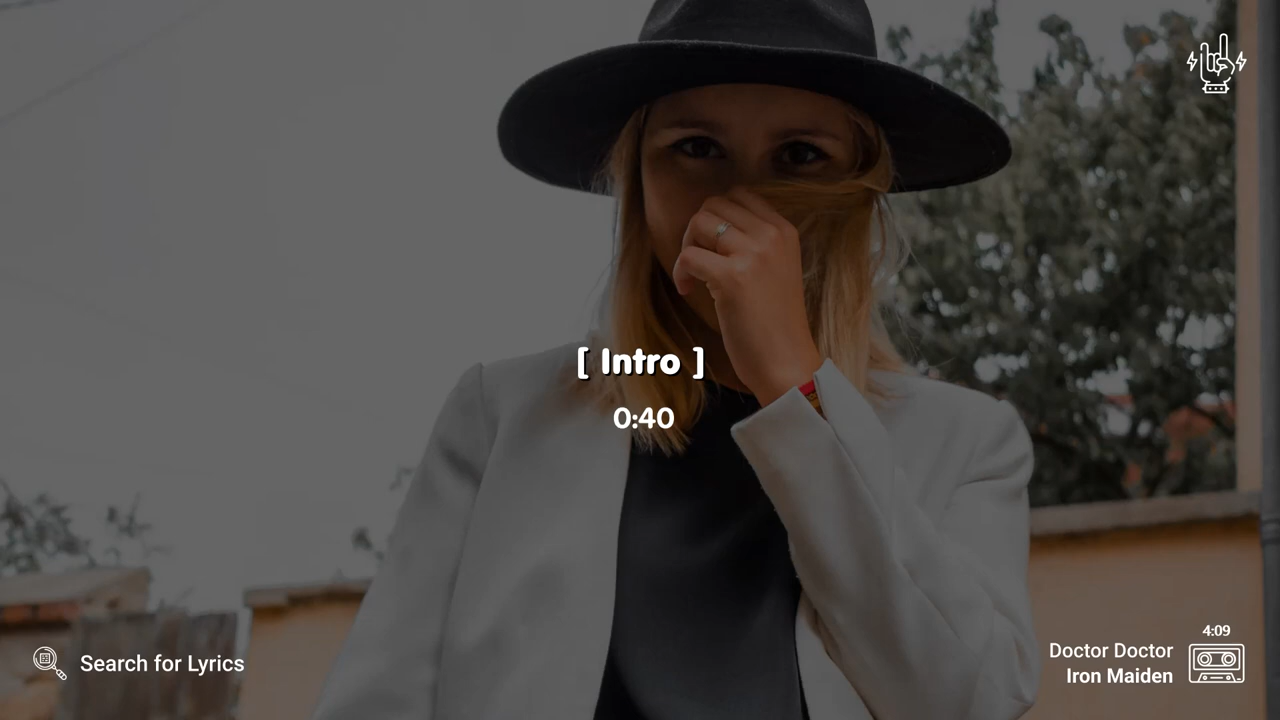 [ Intro ]
0:40
Search for Lyrics
4:09
Doctor Doctor
Iron Maiden